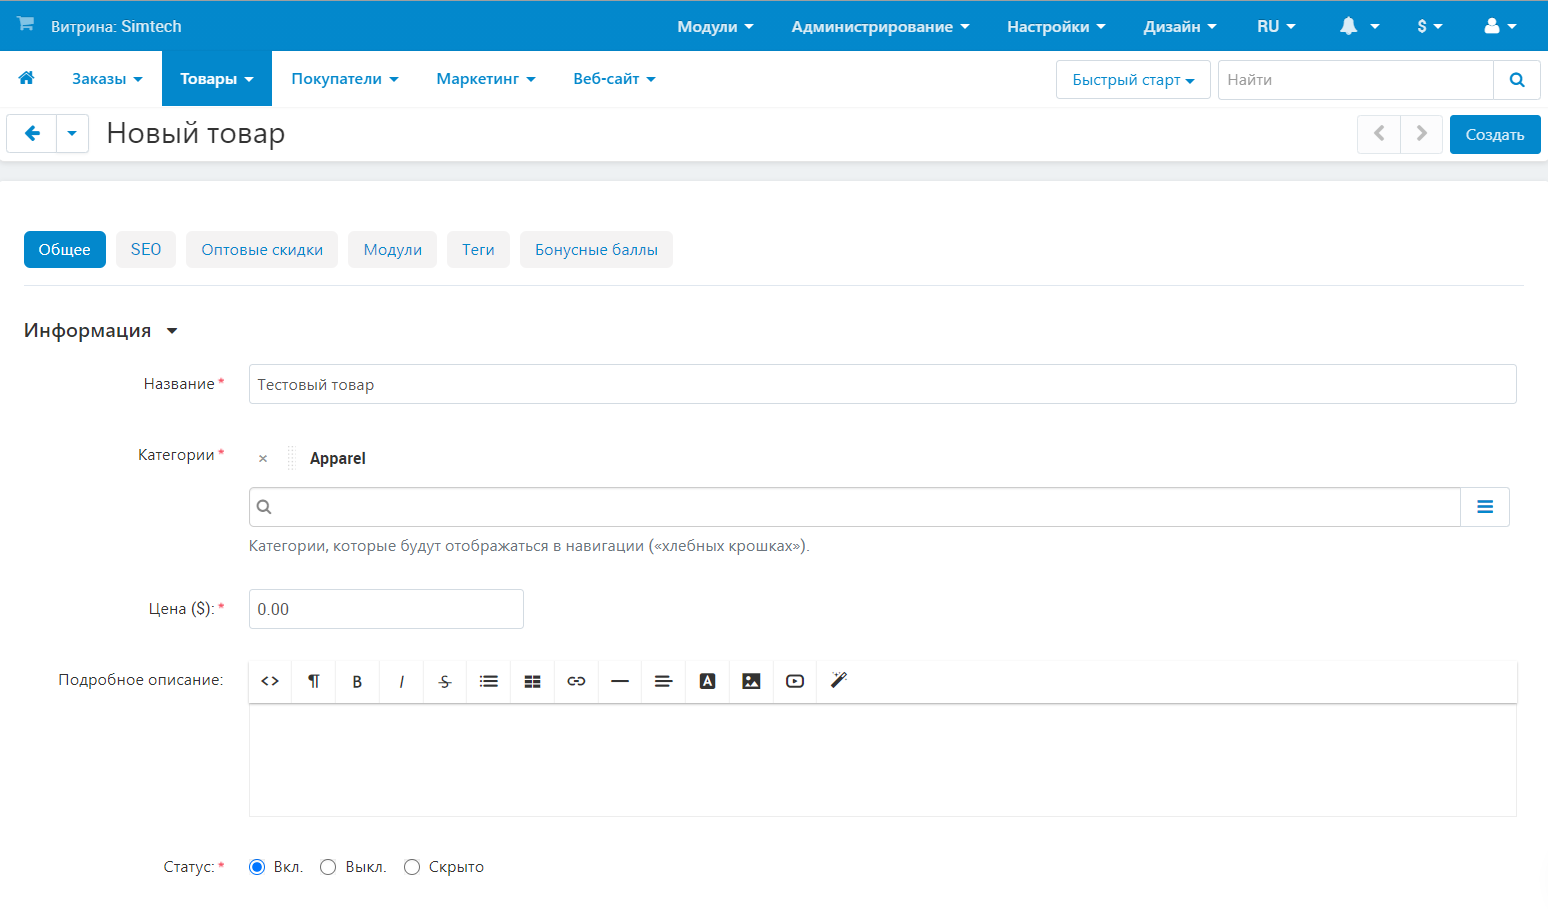 Витрина: Simtech Модули Администрирование Настройки Дизайн RU $
Заказы Товары Покупатели Маркетинг Веб-сайт Быстрый старт Найти
Новый товар Создать
Общее SEO Оптовые скидки Модули Теги Бонусные баллы
Информация
Название* Тестовый товар
Категории* × Apparel
Категории, которые будут отображаться в навигации («хлебных крошках»).
Цена ($):* 0.00
Подробное описание: <> ¶ B I S A
Статус:* Вкл. Выкл. Скрыто